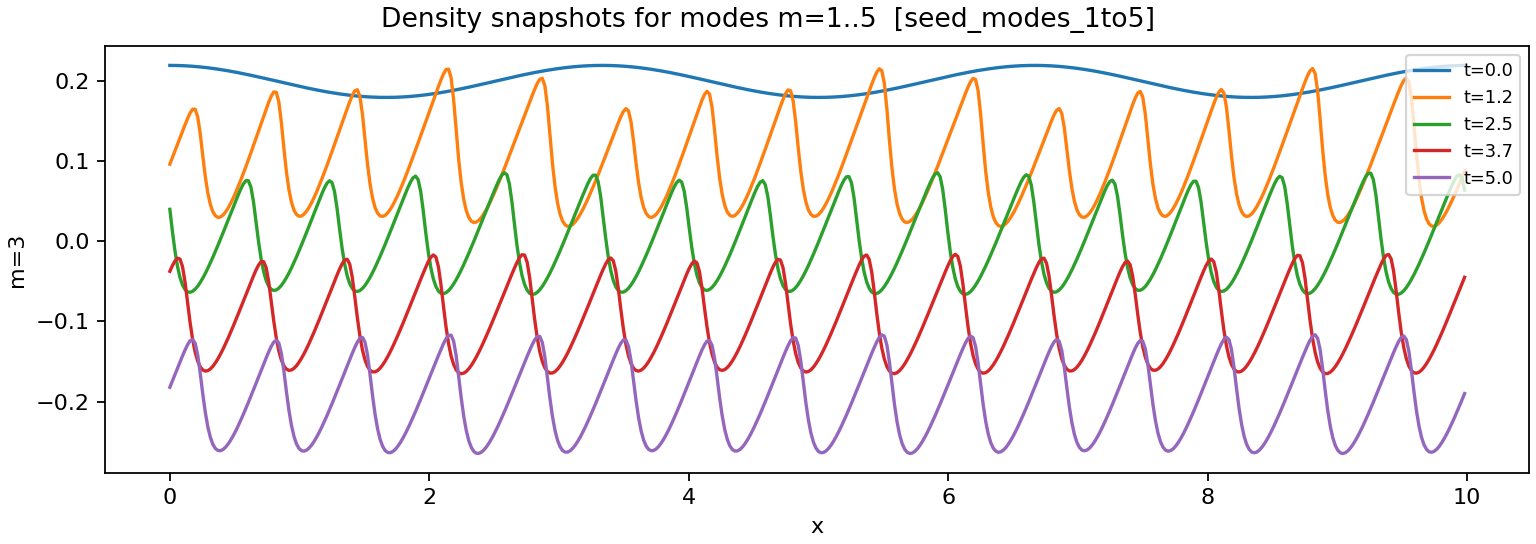 Density snapshots for modes m=1..5  [seed_modes_1to5]
t=0.0
t=1.2
t=2.5
t=3.7
t=5.0
0.2
0.1
0.0
−0.1
−0.2
m=3
0 2 4 6 8 10
x